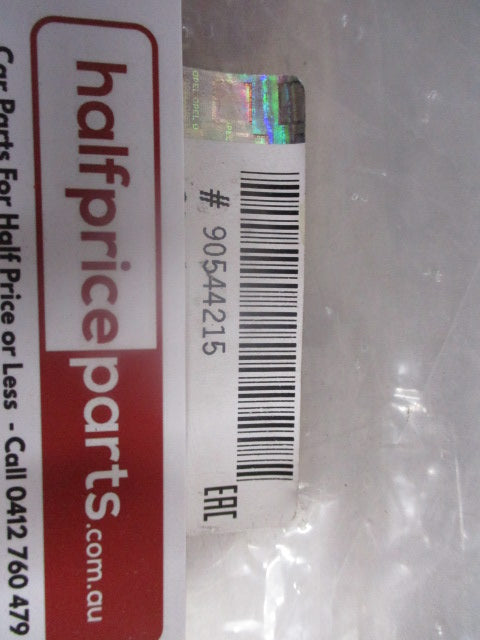 halfpriceparts.com.au
Car Parts For Half Price or Less - Call 0412 760 479
# 90544215
EAC